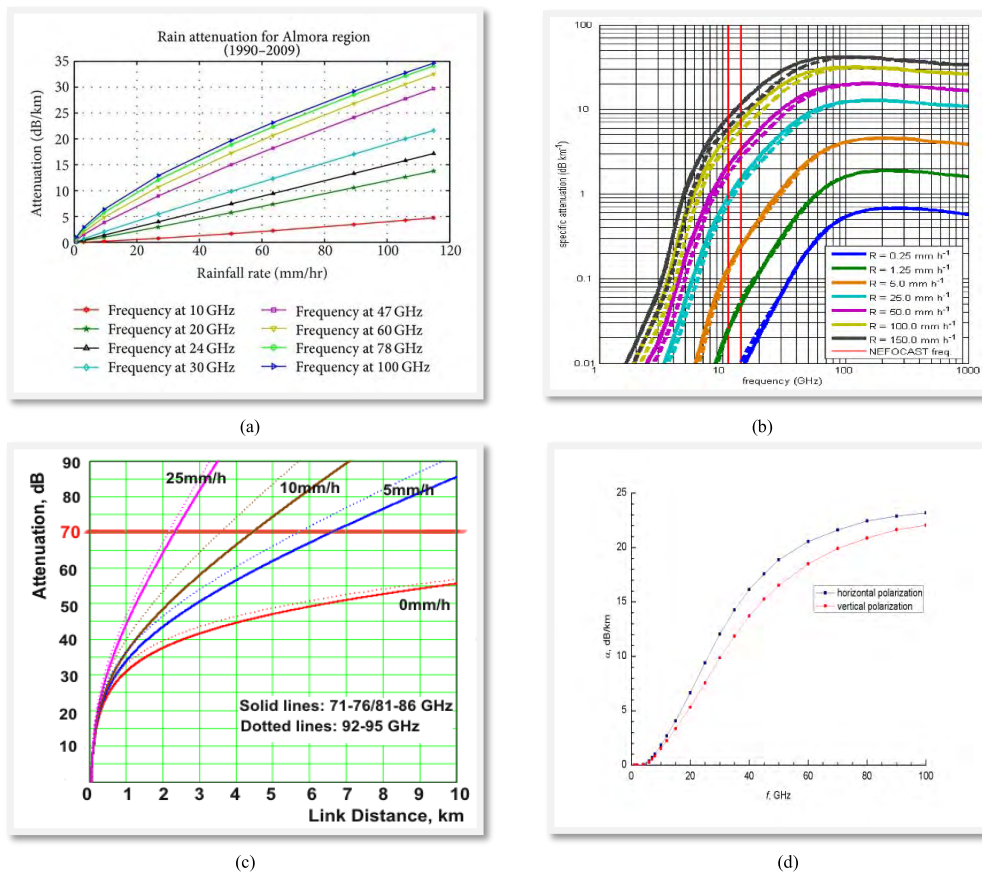 Rain attenuation for Almora region
(1990–2009)
Attenuation (dB/km)
35
30
25
20
15
10
5
0
0 20 40 60 80 100 120
Rainfall rate (mm/hr)
Frequency at 10 GHz
Frequency at 20 GHz
Frequency at 24 GHz
Frequency at 30 GHz
Frequency at 47 GHz
Frequency at 60 GHz
Frequency at 78 GHz
Frequency at 100 GHz
(a)
specific attenuation (dB km-1)
100
10
1
0.1
0.01
1 10 100 1000
frequency (GHz)
R = 0.25 mm h-1
R = 1.25 mm h-1
R = 5.0 mm h-1
R = 25.0 mm h-1
R = 50.0 mm h-1
R = 100.0 mm h-1
R = 150.0 mm h-1
NEFOCAST freq.
(b)
Attenuation, dB
90
80
70
60
50
40
30
20
10
25mm/h
10mm/h
5mm/h
0mm/h
Solid lines: 71-76/81-86 GHz
Dotted lines: 92-95 GHz
0 1 2 3 4 5 6 7 8 9 10
Link Distance, km
(c)
α, dB/km
25
20
15
10
5
0
0 20 40 60 80 100
f, GHz
horizontal polarization
vertical polarization
(d)